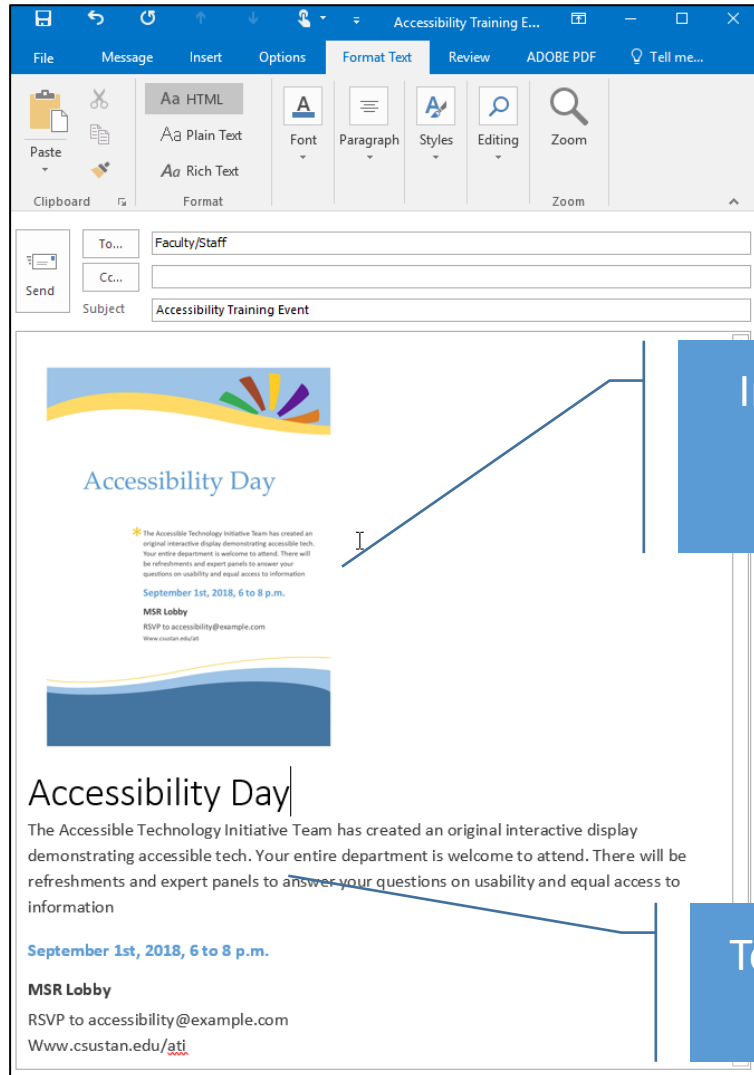 Accessibility Training E...
File Message Insert Options Format Text Review ADOBE PDF Tell me...
Paste
Aa HTML
Aa Plain Text
Aa Rich Text
A
Font
Paragraph
A
Styles
Editing
Zoom
Clipboard Format Zoom
Send
To... Faculty/Staff
Cc...
Subject Accessibility Training Event
Accessibility Day
The Accessible Technology Initiative Team has created an
original interactive display demonstrating accessible tech.
Your entire department is welcome to attend. There will
be refreshments and expert panels to answer your
questions on usability and equal access to information
September 1st, 2018, 6 to 8 p.m.
MSR Lobby
RSVP to accessibility@example.com
Www.csustan.edu/ati
Accessibility Day
The Accessible Technology Initiative Team has created an original interactive display
demonstrating accessible tech. Your entire department is welcome to attend. There will be
refreshments and expert panels to answer your questions on usability and equal access to
information
September 1st, 2018, 6 to 8 p.m.
MSR Lobby
RSVP to accessibility@example.com
Www.csustan.edu/ati